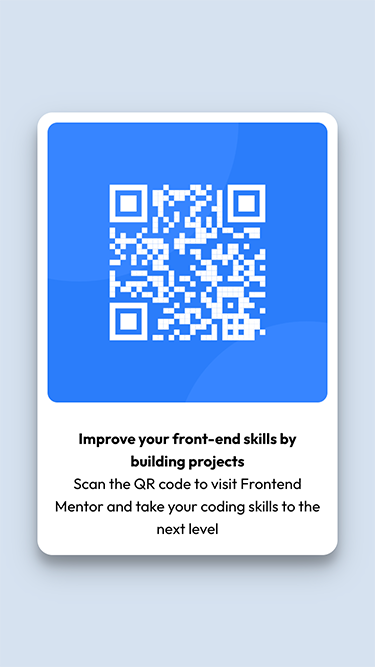 Improve your front-end skills by
building projects
Scan the QR code to visit Frontend
Mentor and take your coding skills to the
next level